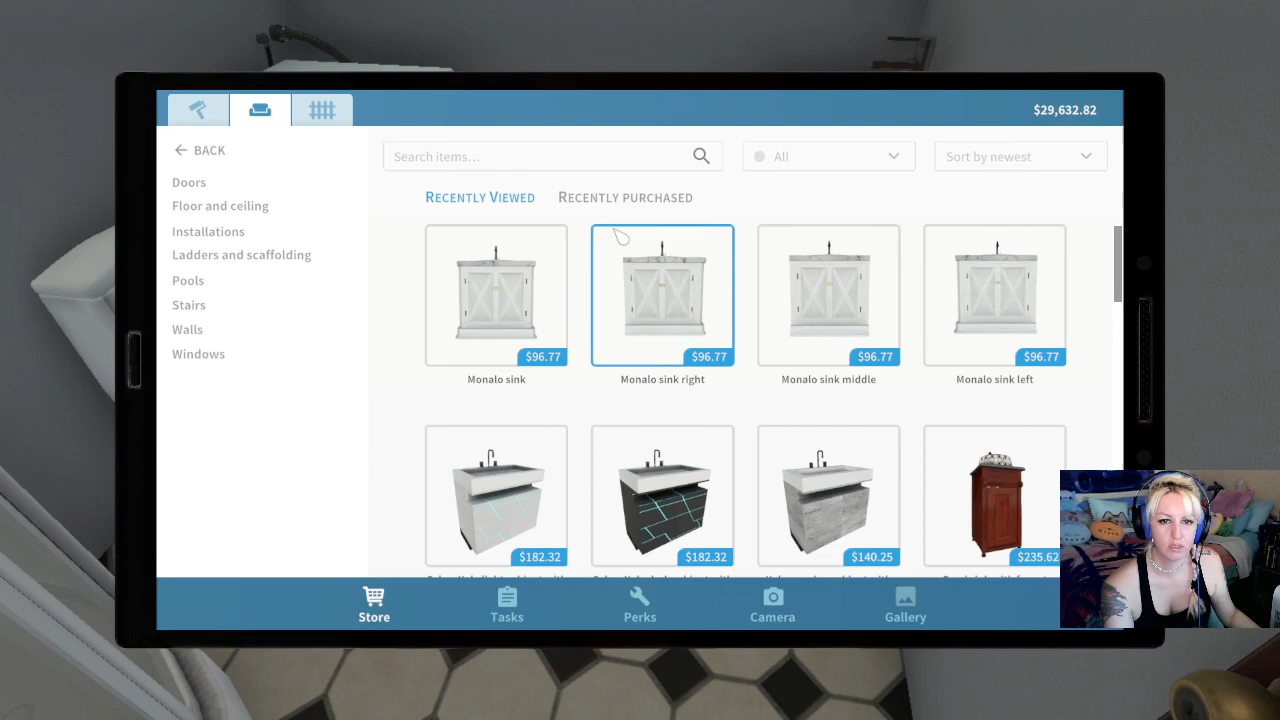 $29,632.82
BACK
Search items...
All
Sort by newest
Doors
Floor and ceiling
Installations
Ladders and scaffolding
Pools
Stairs
Walls
Windows
RECENTLY VIEWED
RECENTLY PURCHASED
$96.77
$96.77
$96.77
$96.77
Monalo sink
Monalo sink right
Monalo sink middle
Monalo sink left
$182.32
$182.32
$140.25
$235.62
Store
Tasks
Perks
Camera
Gallery